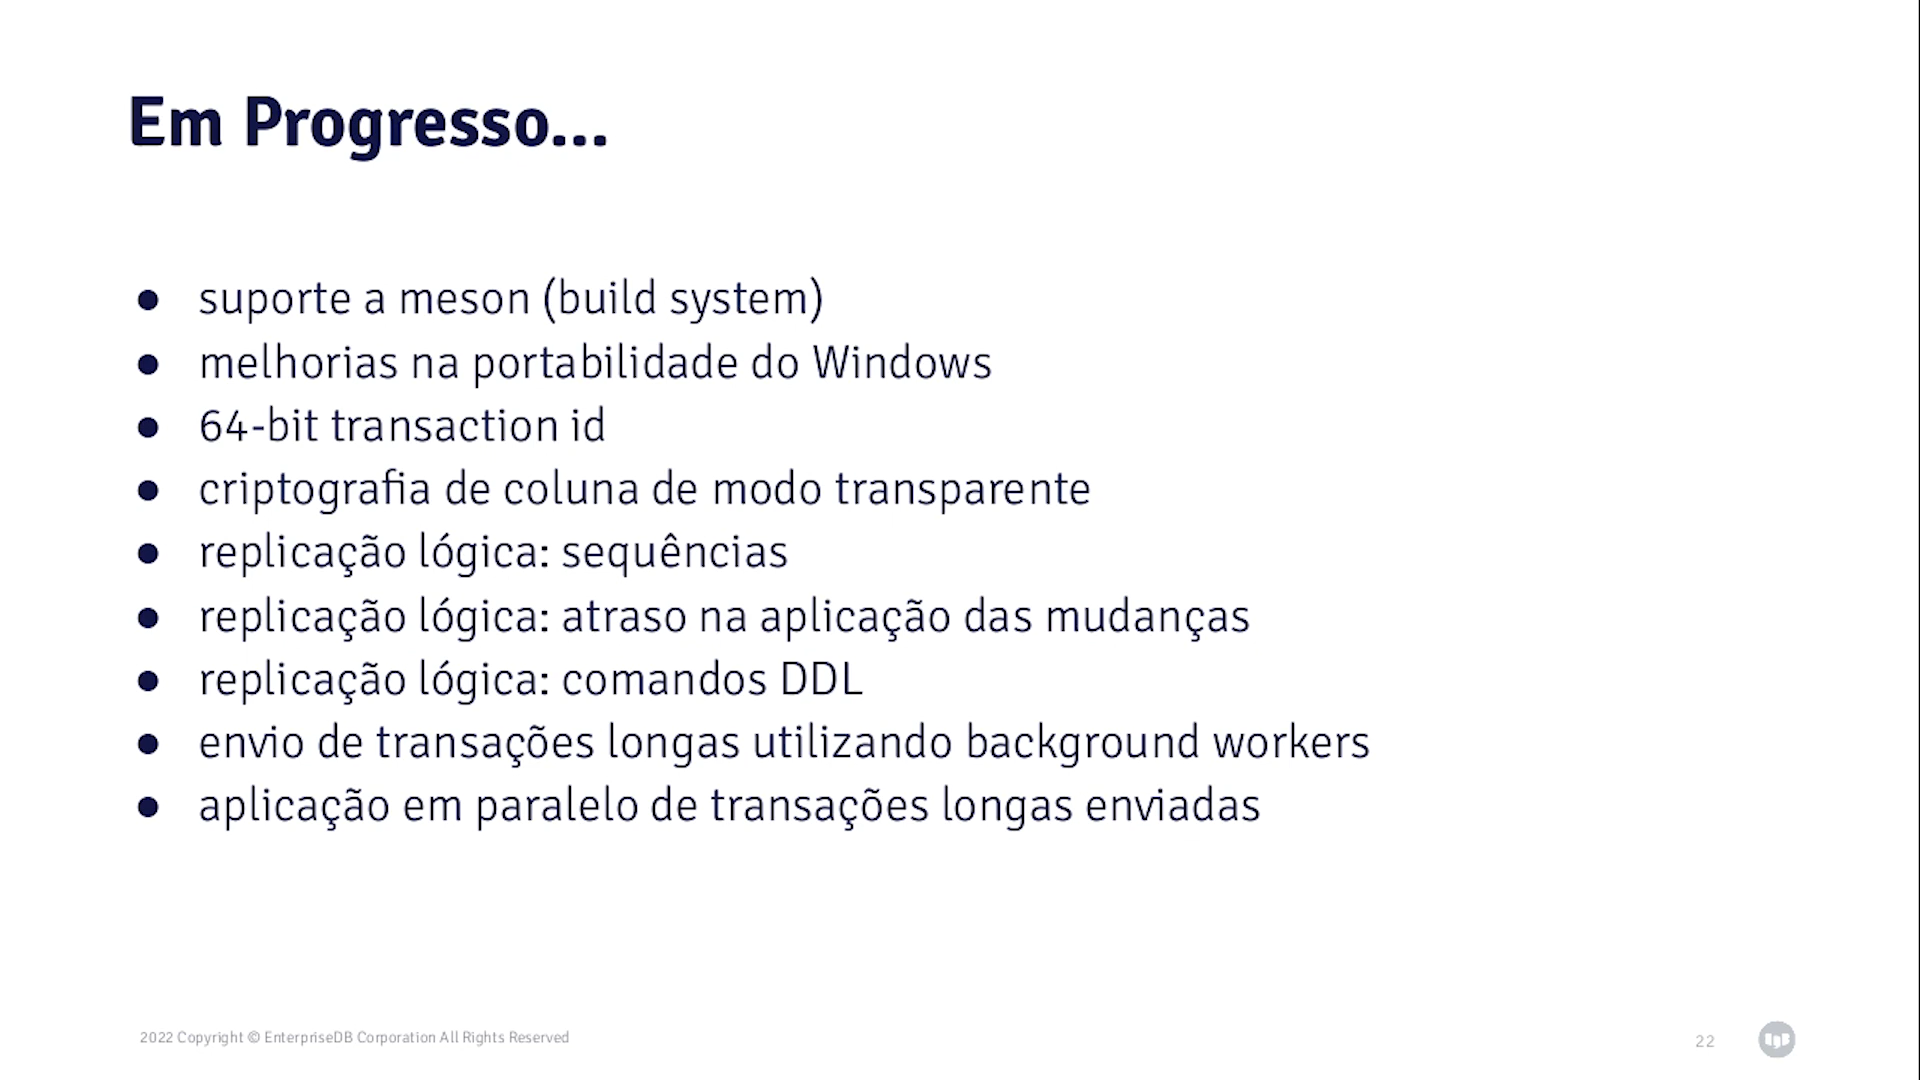 Em Progresso...
● suporte a meson (build system)
● melhorias na portabilidade do Windows
● 64-bit transaction id
● criptografia de coluna de modo transparente
● replicação lógica: sequências
● replicação lógica: atraso na aplicação das mudanças
● replicação lógica: comandos DDL
● envio de transações longas utilizando background workers
● aplicação em paralelo de transações longas enviadas
2022 Copyright © EnterpriseDB Corporation All Rights Reserved
22